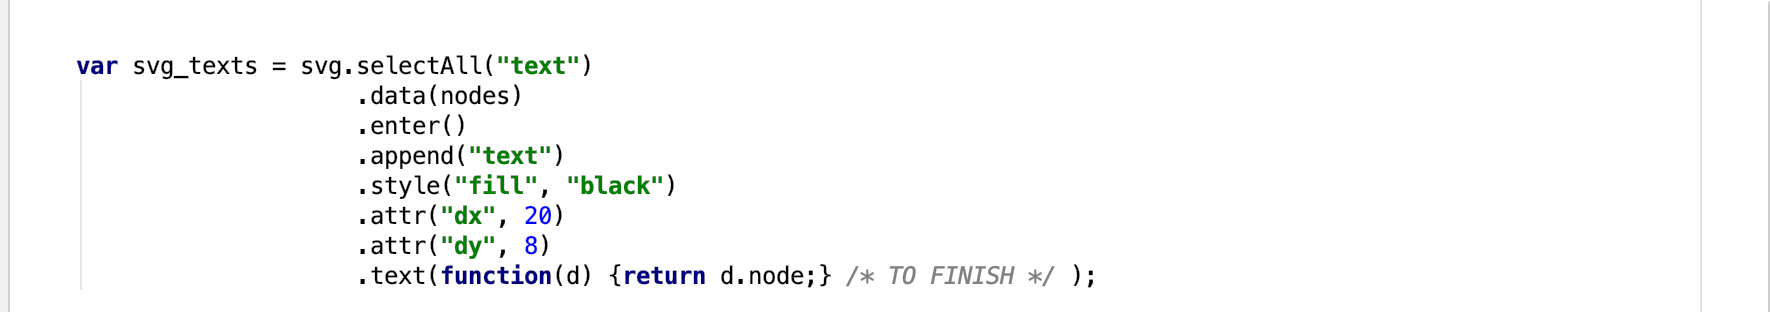 var svg_texts = svg.selectAll("text")
.data(nodes)
.enter()
.append("text")
.style("fill", "black")
.attr("dx", 20)
.attr("dy", 8)
.text(function(d) {return d.node;} /* TO FINISH */ );